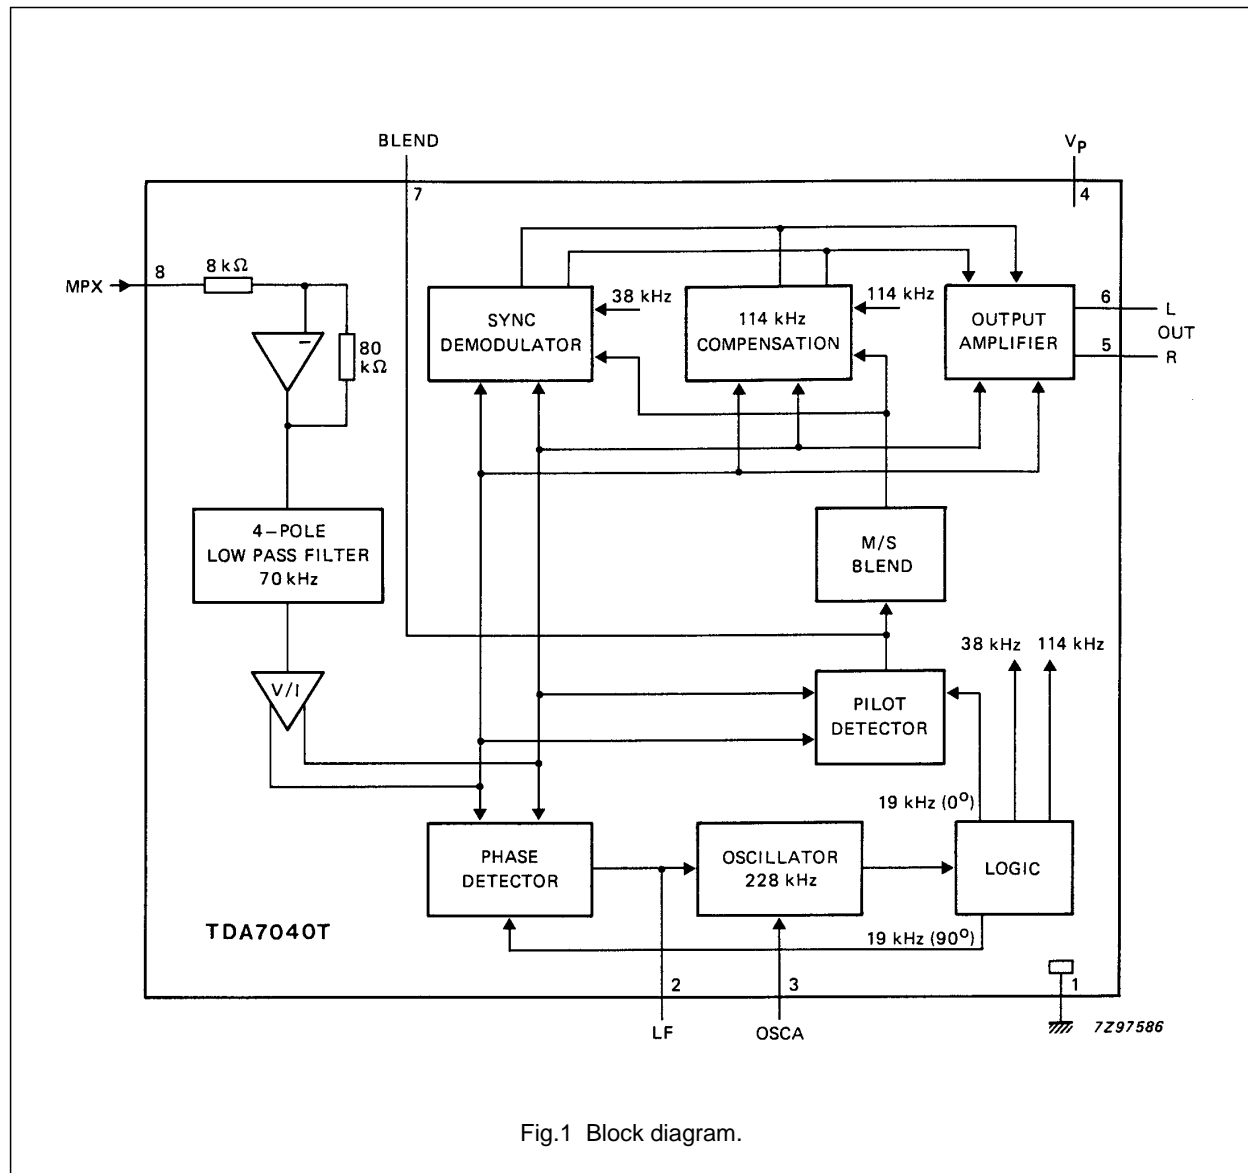 BLEND
V_P
7
4
MPX
8
8 kΩ
80
kΩ
38 kHz
114 kHz
SYNC
DEMODULATOR
114 kHz
COMPENSATION
OUTPUT
AMPLIFIER
6
L
OUT
5
R
4-POLE
LOW PASS FILTER
70 kHz
M/S
BLEND
V/I
38 kHz
114 kHz
PILOT
DETECTOR
19 kHz (0°)
PHASE
DETECTOR
OSCILLATOR
228 kHz
LOGIC
TDA7040T
19 kHz (90°)
2
3
1
LF
OSCA
7Z97586
Fig.1 Block diagram.